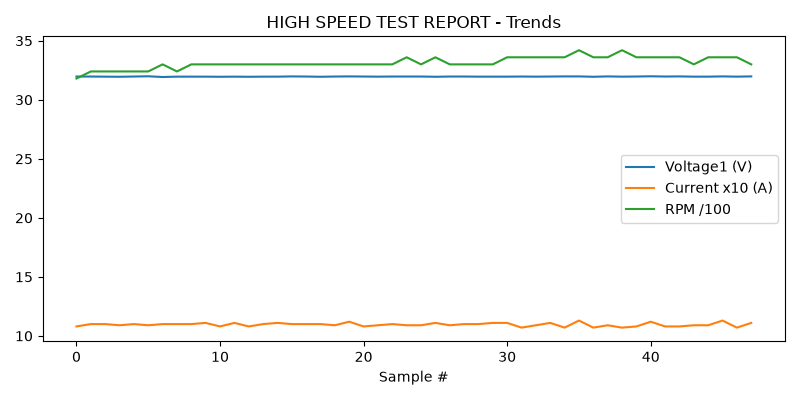 HIGH SPEED TEST REPORT - Trends
35
30
25
20
15
10
Voltage1 (V)
Current x10 (A)
RPM /100
0 10 20 30 40
Sample #